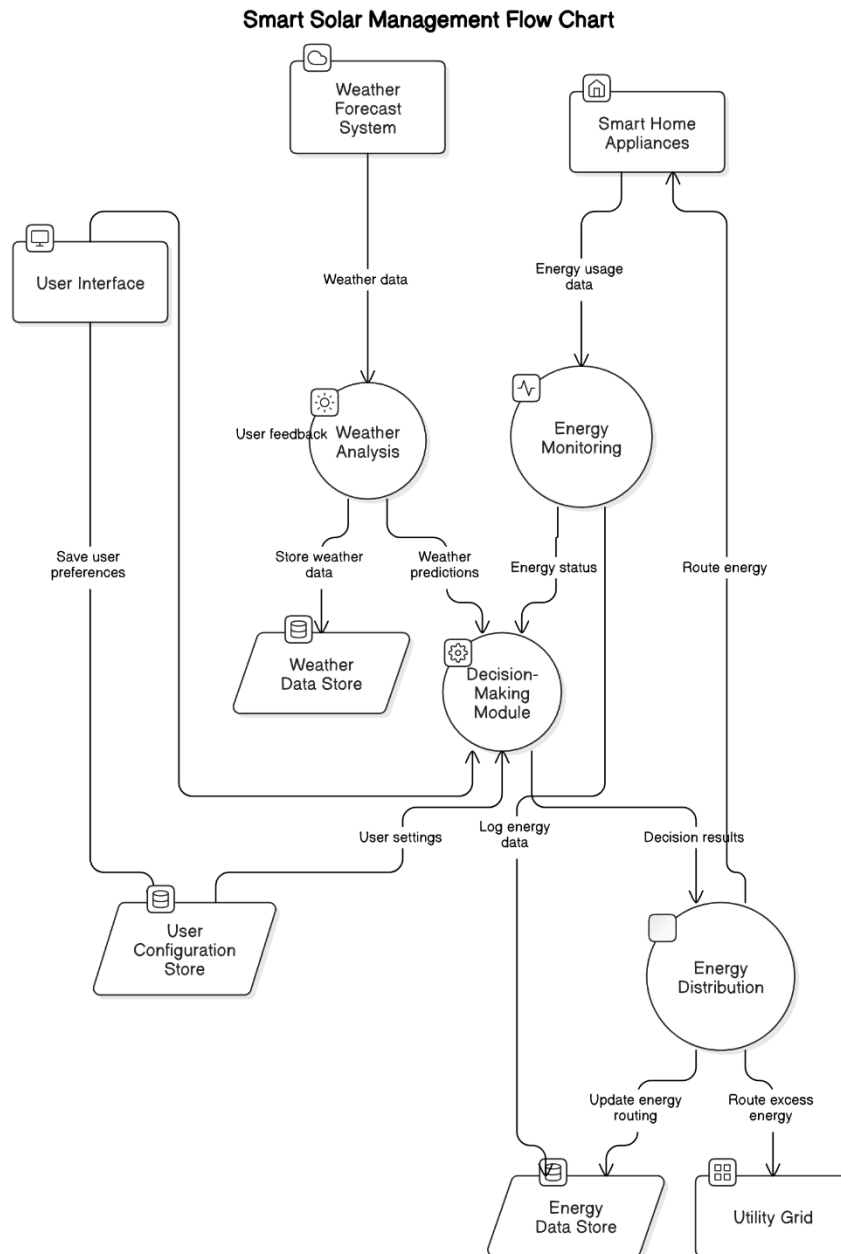 Smart Solar Management Flow Chart
Weather
Forecast
System
Smart Home
Appliances
User Interface
Weather data
Energy usage
data
User feedback
Weather
Analysis
Energy
Monitoring
Save user
preferences
Store weather
data
Weather
predictions
Energy status
Route energy
Weather
Data Store
Decision-
Making
Module
User settings
Log energy
data
Decision results
User
Configuration
Store
Energy
Distribution
Update energy
routing
Route excess
energy
Energy
Data Store
Utility Grid